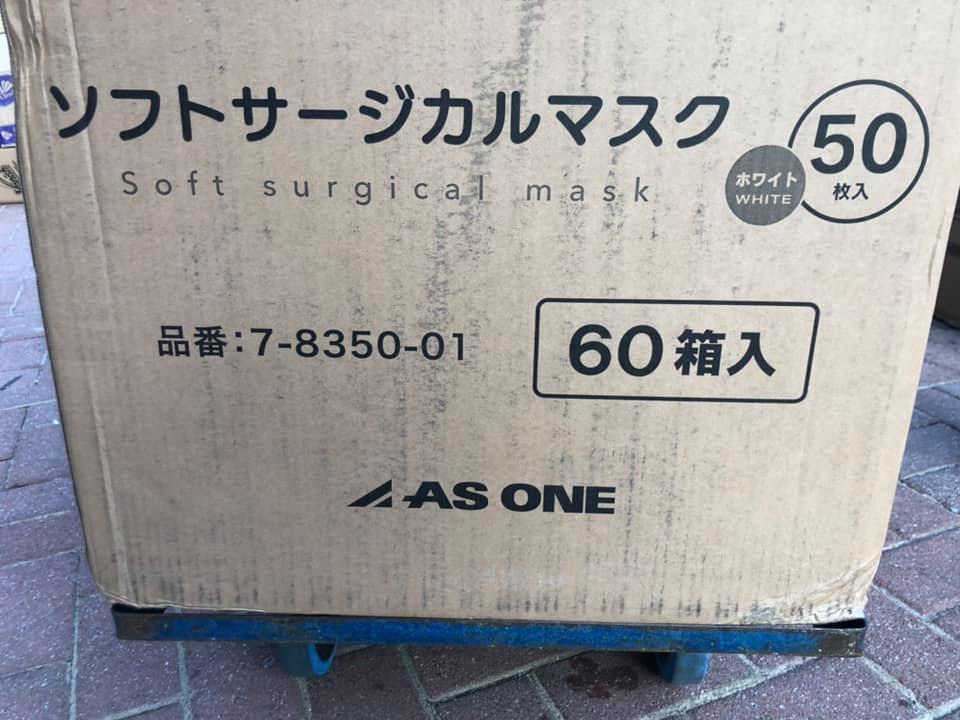 ソフトサージカルマスク
Soft surgical mask
ホワイト
WHITE
50
枚入
品番:7-8350-01
60箱入
AS ONE